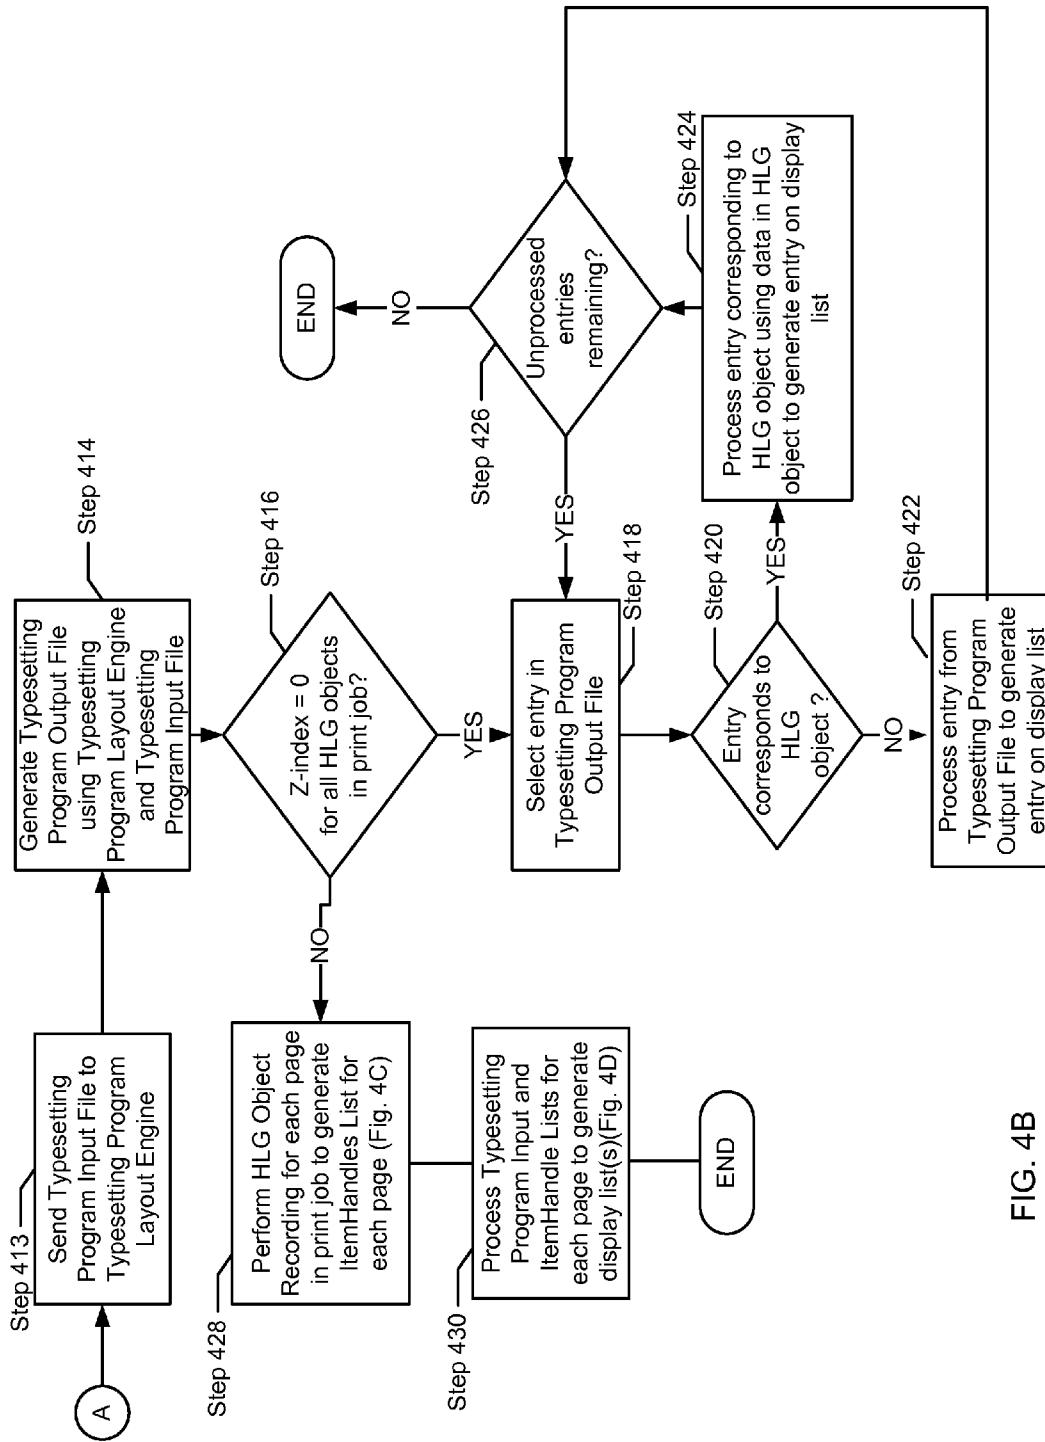 A
Step 413
Send Typesetting
Program Input File to
Typesetting Program
Layout Engine
Generate Typesetting
Program Output File
using Typesetting
Program Layout Engine
and Typesetting
Program Input File
Step 414
Step 416
Z-index = 0
for all HLG objects
in print job?
NO
YES
Step 428
Perform HLG Object
Recording for each page
in print job to generate
ItemHandles List for
each page (Fig. 4C)
Step 430
Process Typesetting
Program Input and
ItemHandle Lists for
each page to generate
display list(s)(Fig. 4D)
END
Select entry in
Typesetting Program
Output File
Step 418
Step 420
Entry
corresponds to
HLG
object ?
YES
NO
Step 422
Process entry from
Typesetting Program
Output File to generate
entry on display list
Step 424
Process entry corresponding to
HLG object using data in HLG
object to generate entry on display
list
Step 426
Unprocessed
entries
remaining?
YES
NO
END
FIG. 4B